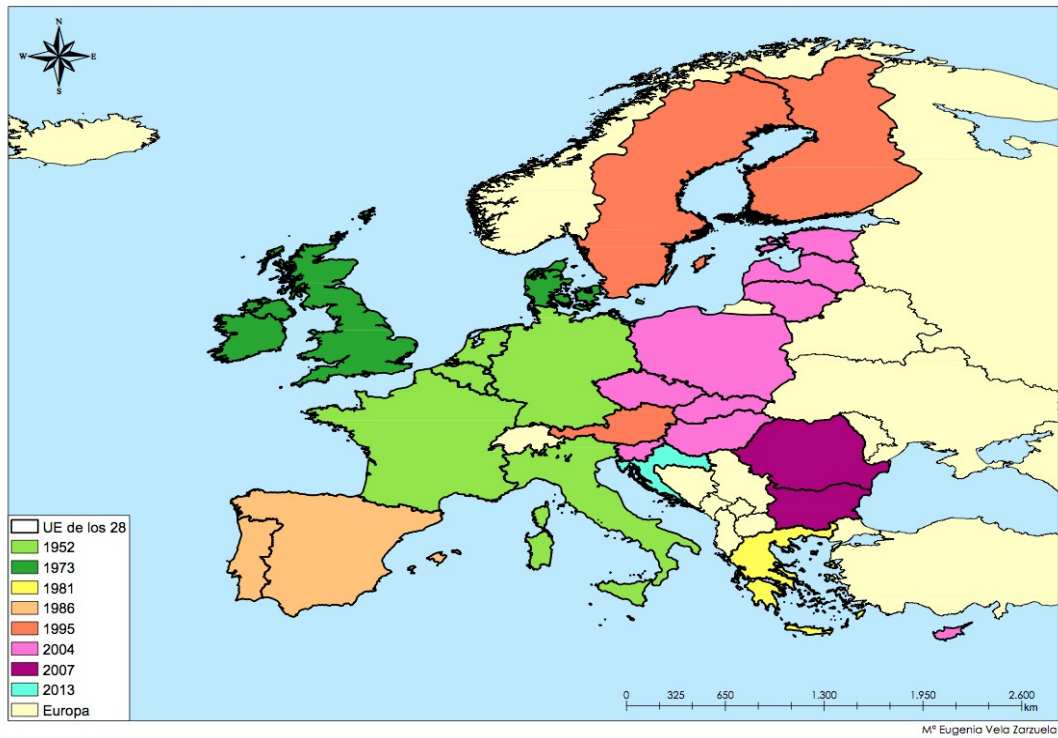 N
W E
S
UE de los 28
1952
1973
1981
1986
1995
2004
2007
2013
Europa
0 325 650 1.300 1.950 2.600
km
Mª Eugenia Vela Zarzuela